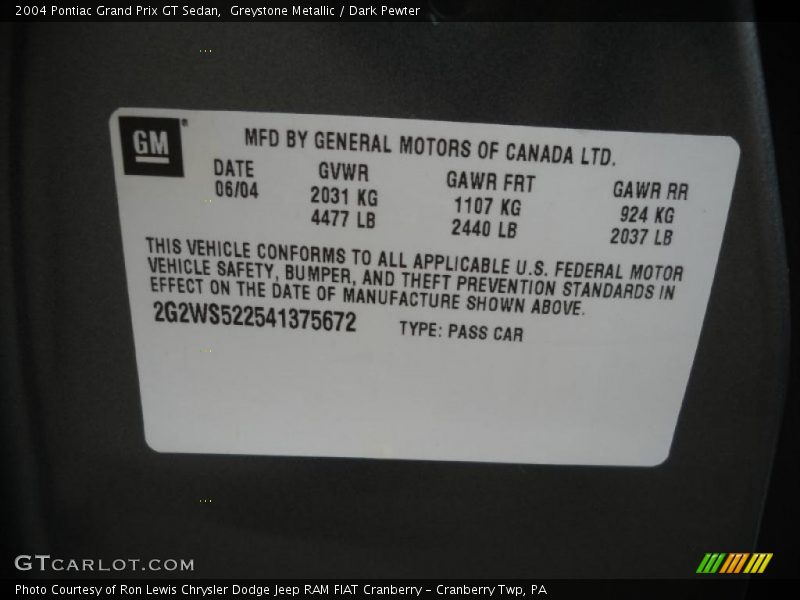 2004 Pontiac Grand Prix GT Sedan,  Greystone Metallic / Dark Pewter
GM
MFD BY GENERAL MOTORS OF CANADA LTD.
DATE GVWR GAWR FRT GAWR RR
06/04 2031 KG 1107 KG 924 KG
4477 LB 2440 LB 2037 LB
THIS VEHICLE CONFORMS TO ALL APPLICABLE U.S. FEDERAL MOTOR
VEHICLE SAFETY, BUMPER, AND THEFT PREVENTION STANDARDS IN
EFFECT ON THE DATE OF MANUFACTURE SHOWN ABOVE.
2G2WS522541375672 TYPE: PASS CAR
GTCARLOT.COM
Photo Courtesy of Ron Lewis Chrysler Dodge Jeep RAM FIAT Cranberry – Cranberry Twp, PA